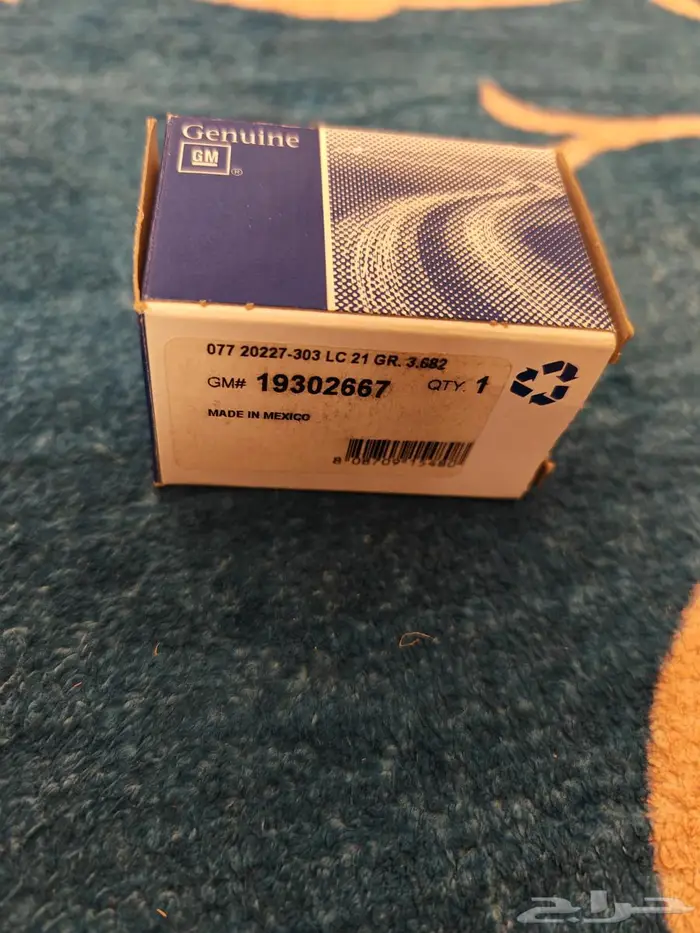 Genuine
GM ®
077 20227-303 LC 21 GR. 3.682
GM# 19302667 QTY. 1
MADE IN MEXICO
حراج